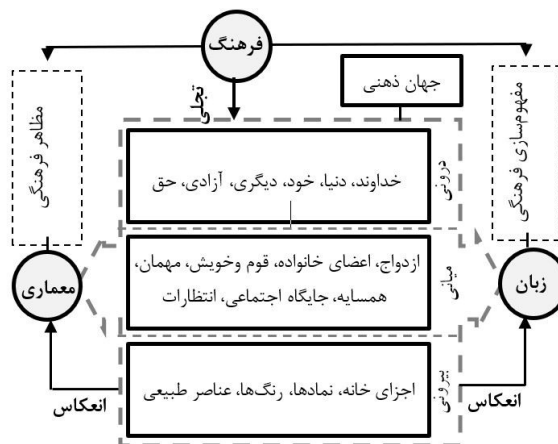 فرهنگ
جهان ذهنی
تجلی
مفهوم‌سازی فرهنگی
مظاهر فرهنگی
درونی
خداوند، دنیا، خود، دیگری، آزادی، حق
زبان
میانی
ازدواج، اعضای خانواده، قوم وخویش، مهمان،
همسایه، جایگاه اجتماعی، انتظارات
معماری
بیرونی
اجزای خانه، نمادها، رنگ‌ها، عناصر طبیعی
انعکاس
انعکاس